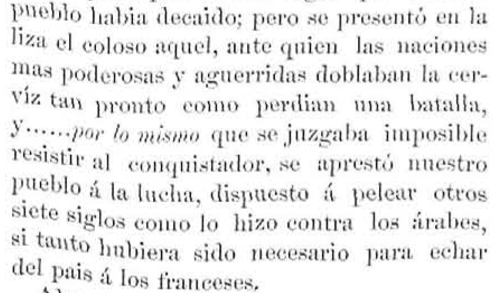 pueblo habia decaido; pero se presentó en la
liza el coloso aquel, ante quien las naciones
mas poderosas y aguerridas doblaban la cer-
víz tan pronto como perdian una batalla,
y......por lo mismo que se juzgaba imposible
resistir al conquistador, se aprestó nuestro
pueblo á la lucha, dispuesto á pelear otros
siete siglos como lo hizo contra los árabes,
si tanto hubiera sido necesario para echar
del pais á los franceses.